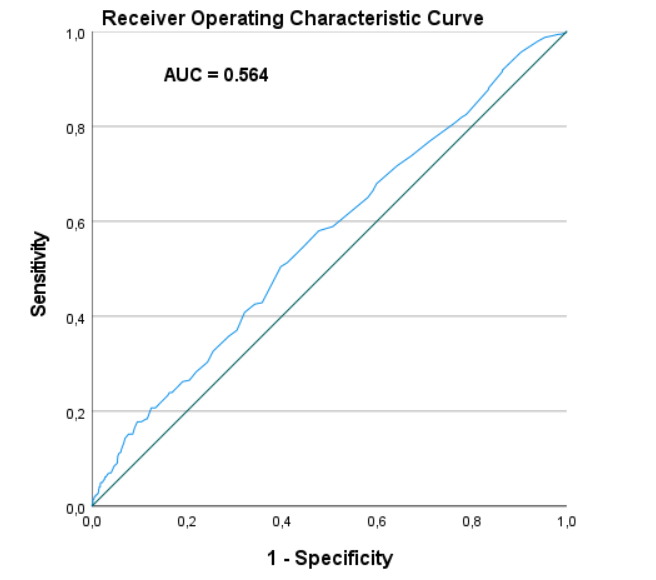 Receiver Operating Characteristic Curve
AUC = 0.564
1,0
0,8
0,6
0,4
0,2
0,0
Sensitivity
0,0 0,2 0,4 0,6 0,8 1,0
1 - Specificity